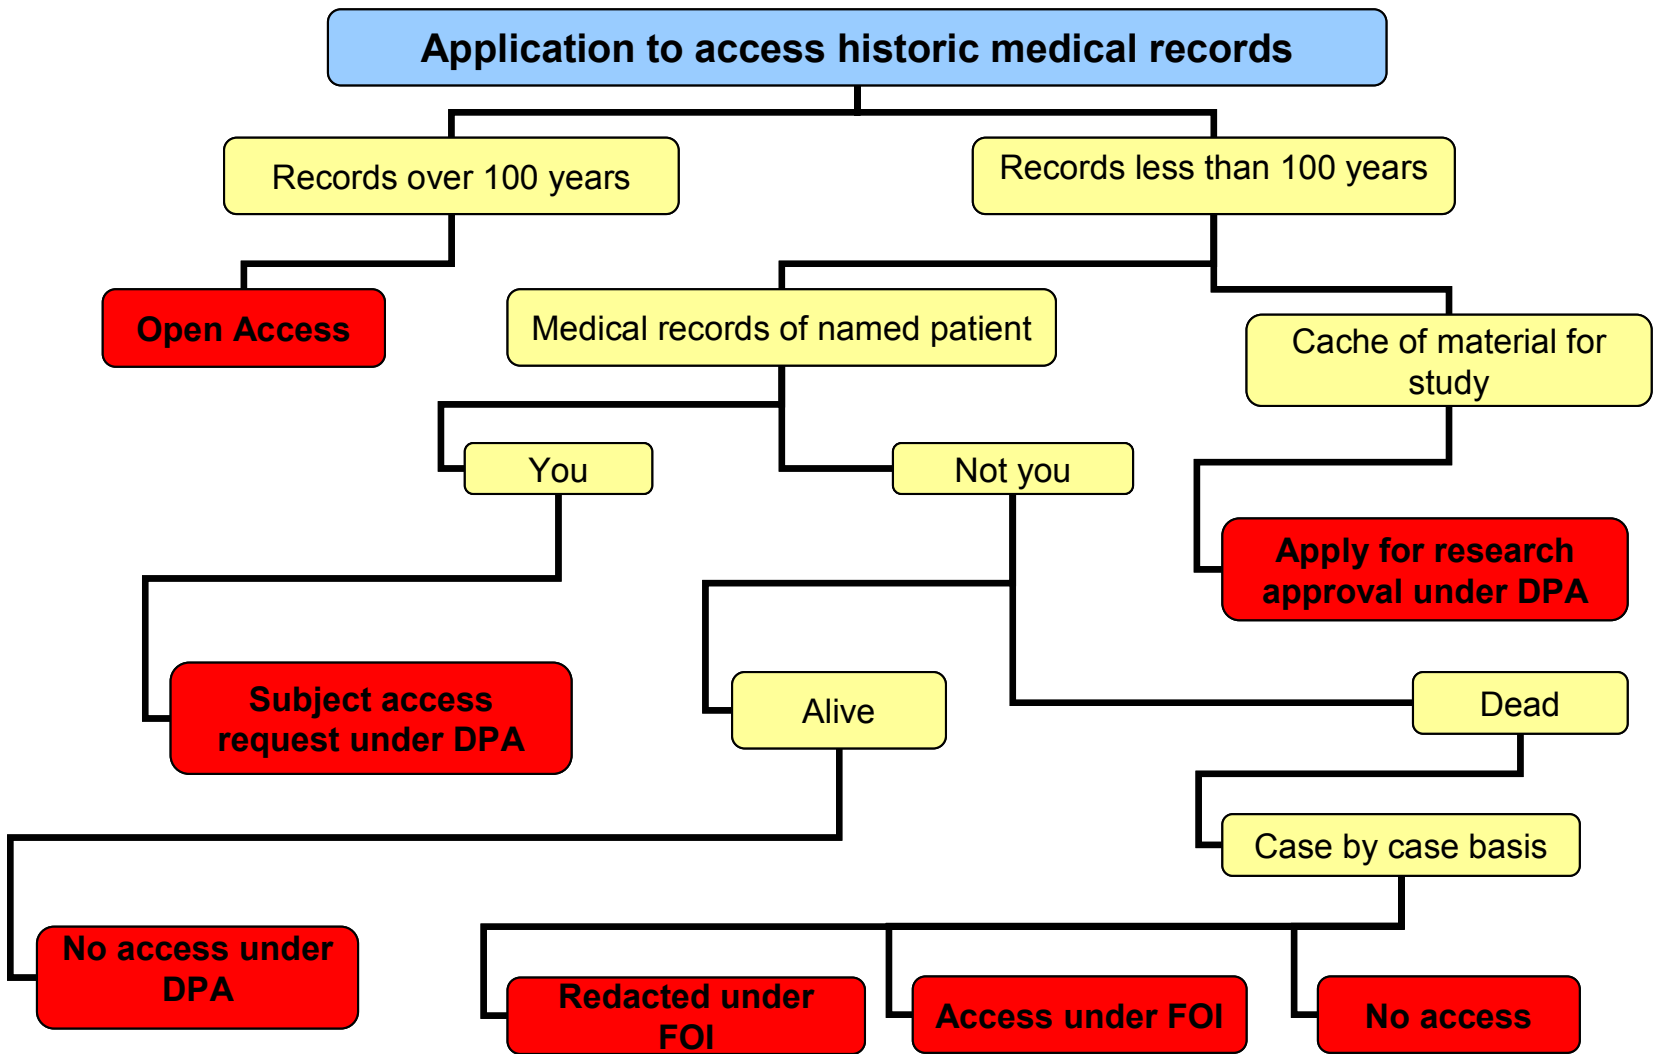 Application to access historic medical records
Records over 100 years
Records less than 100 years
Open Access
Medical records of named patient
Cache of material for
study
You
Not you
Apply for research
approval under DPA
Subject access
request under DPA
Alive
Dead
Case by case basis
No access under
DPA
Redacted under
FOI
Access under FOI
No access